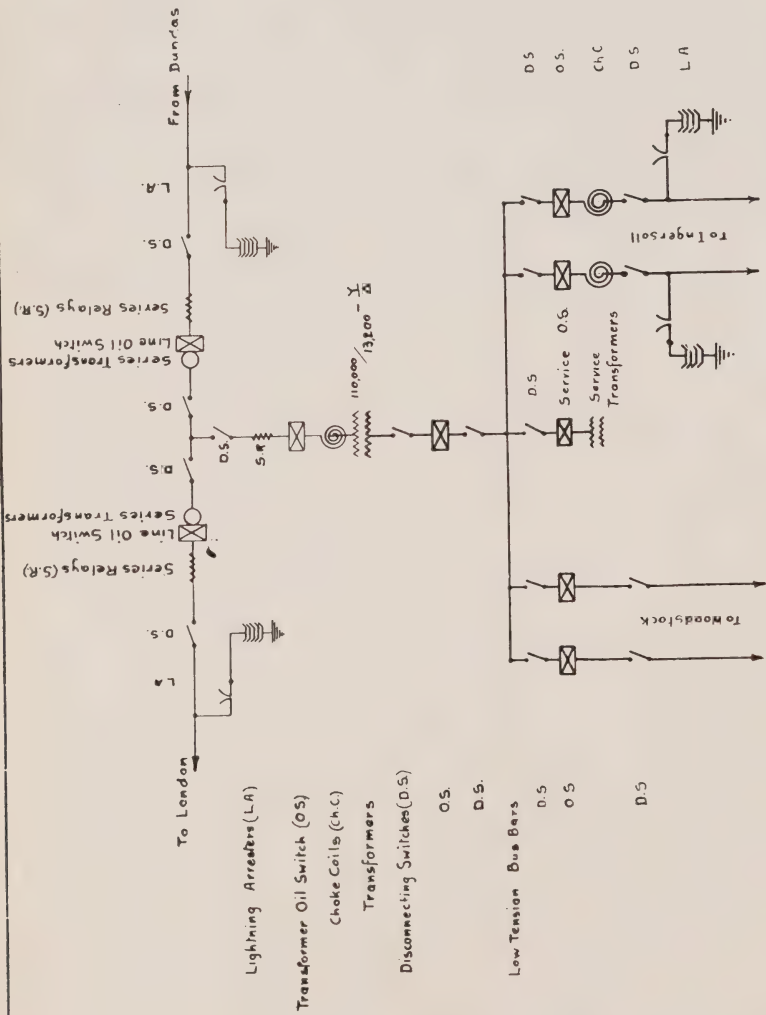 From Dundas
L.A.
D.S.
Series Relays (S.R.)
Line Oil Switch
Series Transformers
D.S.
D.S.
Series Transformers
Line Oil Switch
Series Relays (S.R.)
D.S.
LA
To London
D.S.
S.R
110,000/13,200 -
Lightning Arresters (LA)
Transformer Oil Switch (O.S)
Choke Coils (Ch.C.)
Transformers
Disconnecting Switches (D.S.)
O.S.
D.S.
Low Tension Bus Bars
D.S
OS
D.S
D.S
Service O.S.
Service
Transformers
D S
O.S.
Ch C
D S
L A
To Woodstock
To Ingersoll